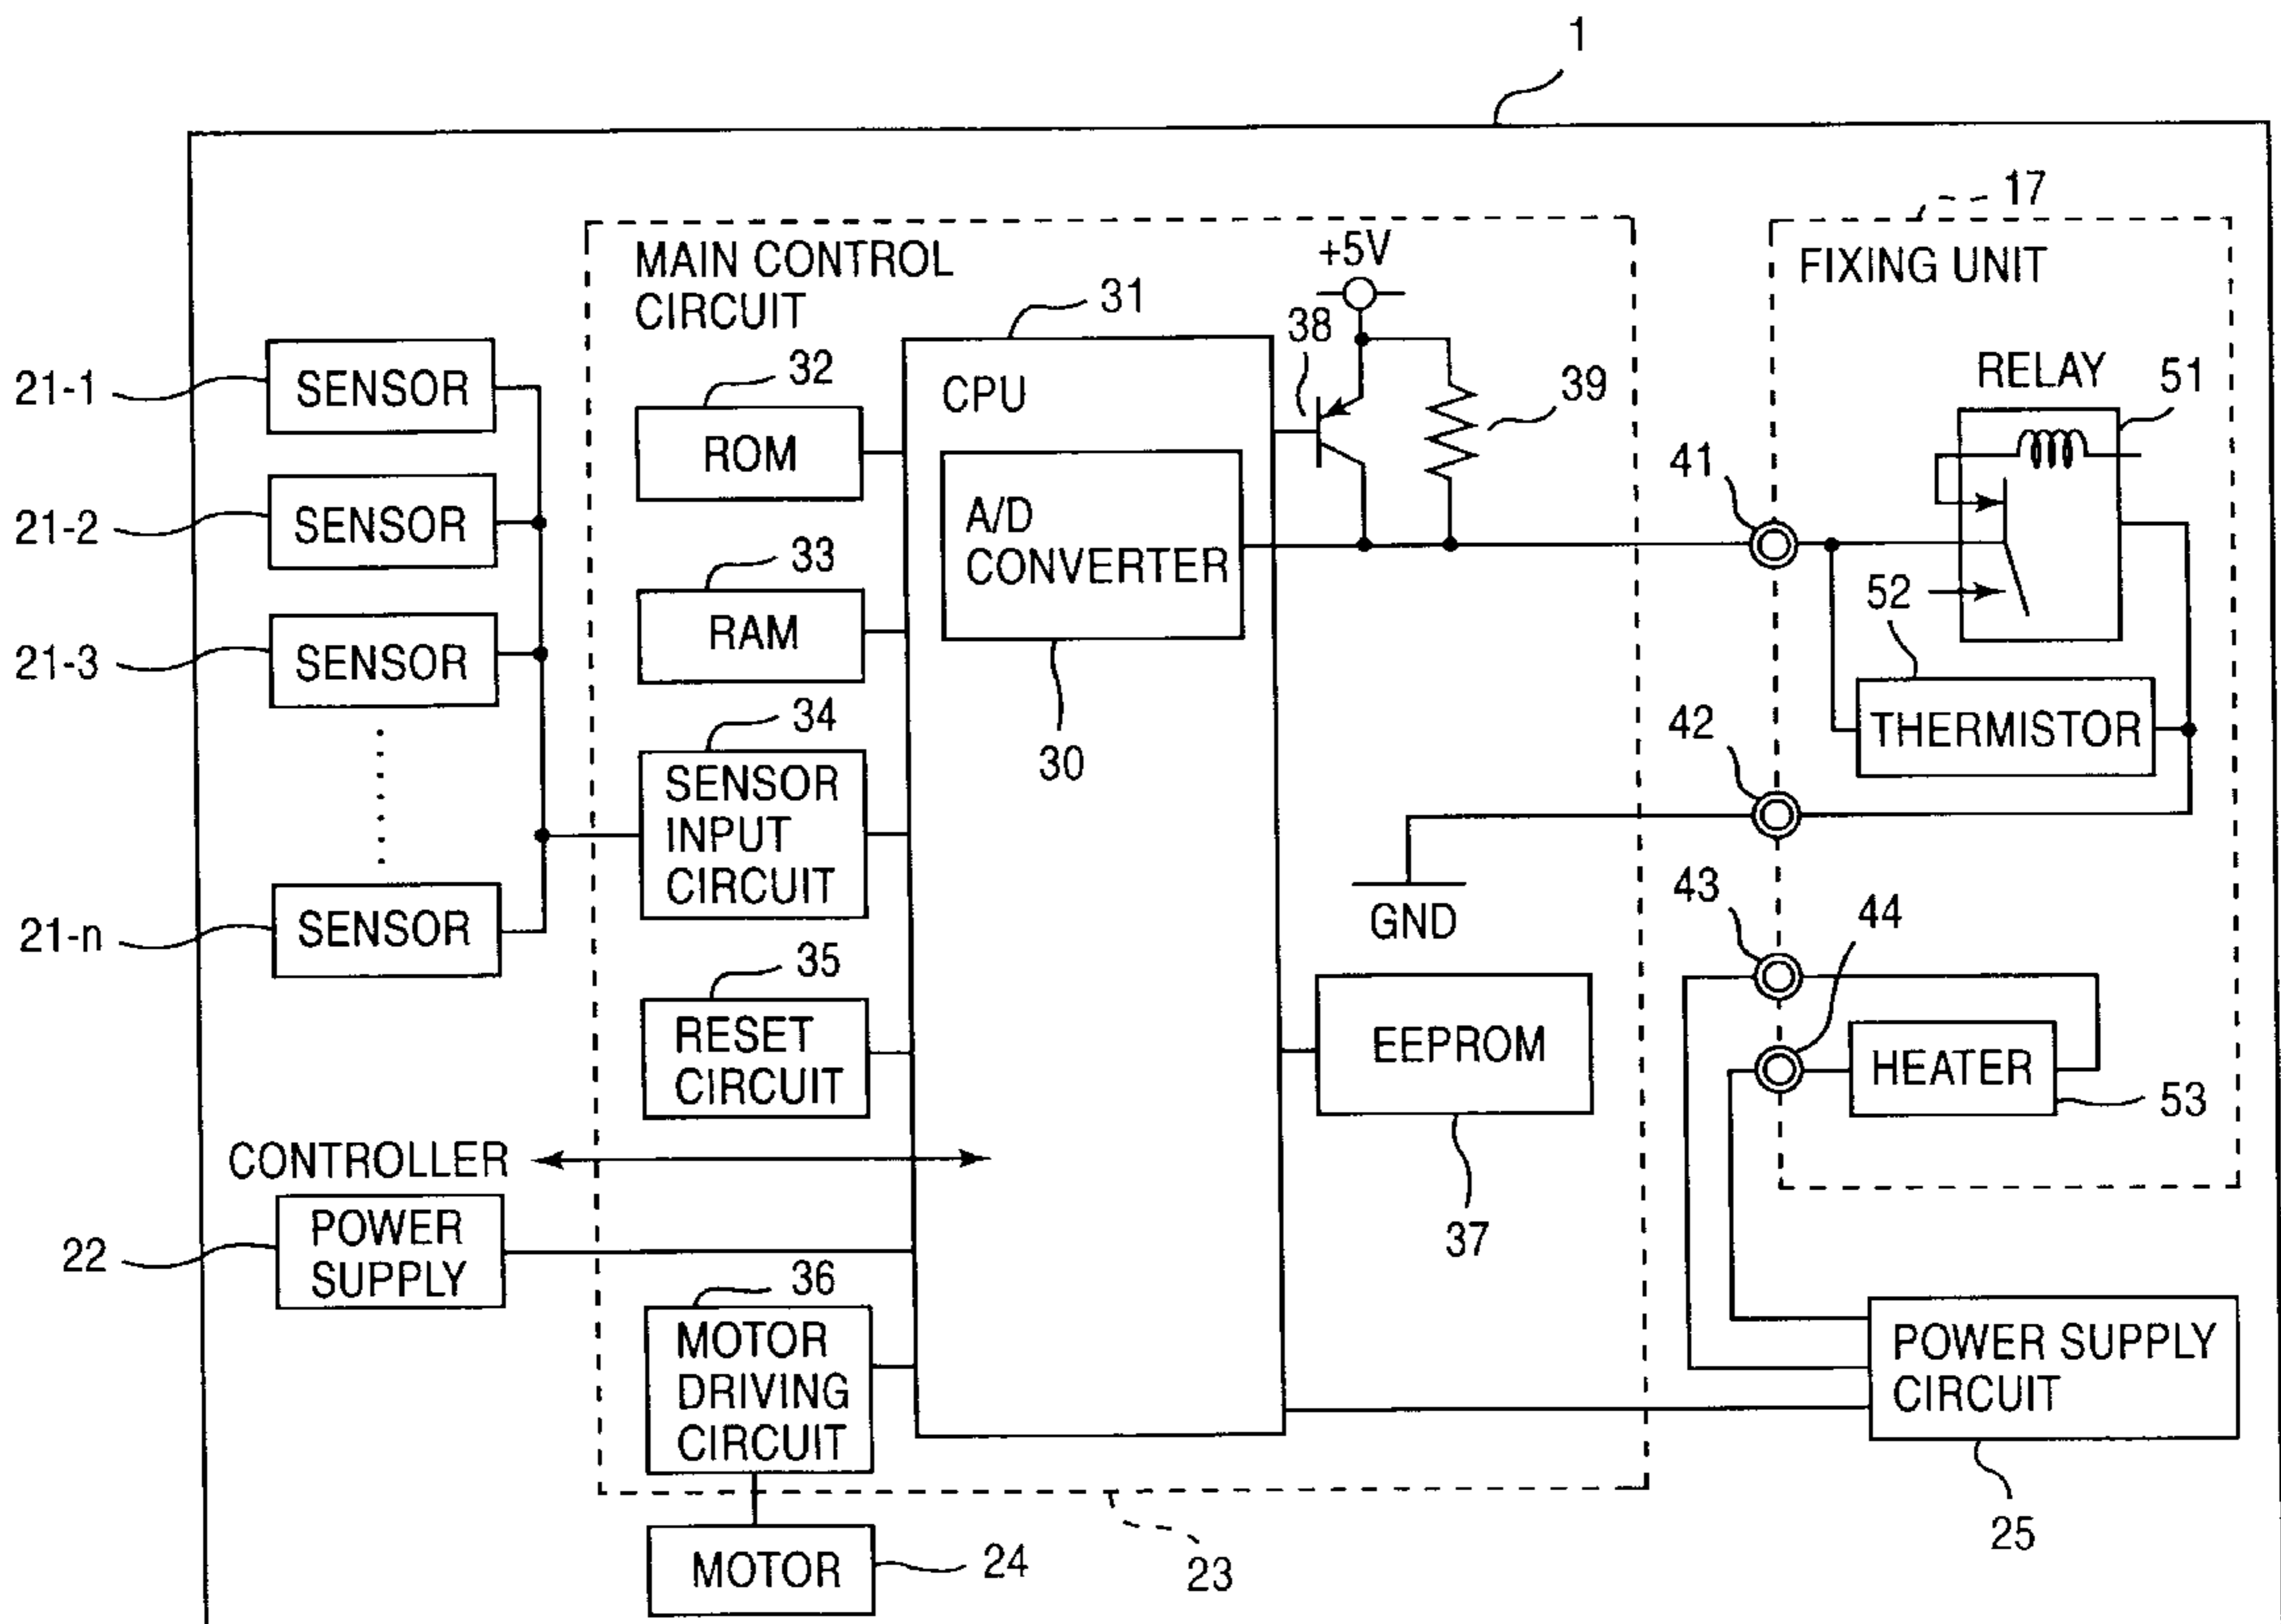 1
17
MAIN CONTROL
CIRCUIT
+5V
FIXING UNIT
31
38
RELAY
51
21-1
SENSOR
32
ROM
CPU
39
41
21-2
SENSOR
A/D
CONVERTER
33
RAM
52
21-3
SENSOR
30
THERMISTOR
42
34
SENSOR
INPUT
CIRCUIT
GND
43
44
21-n
SENSOR
35
RESET
CIRCUIT
EEPROM
37
HEATER
53
CONTROLLER
22
POWER
SUPPLY
36
MOTOR
DRIVING
CIRCUIT
POWER SUPPLY
CIRCUIT
25
MOTOR
24
23